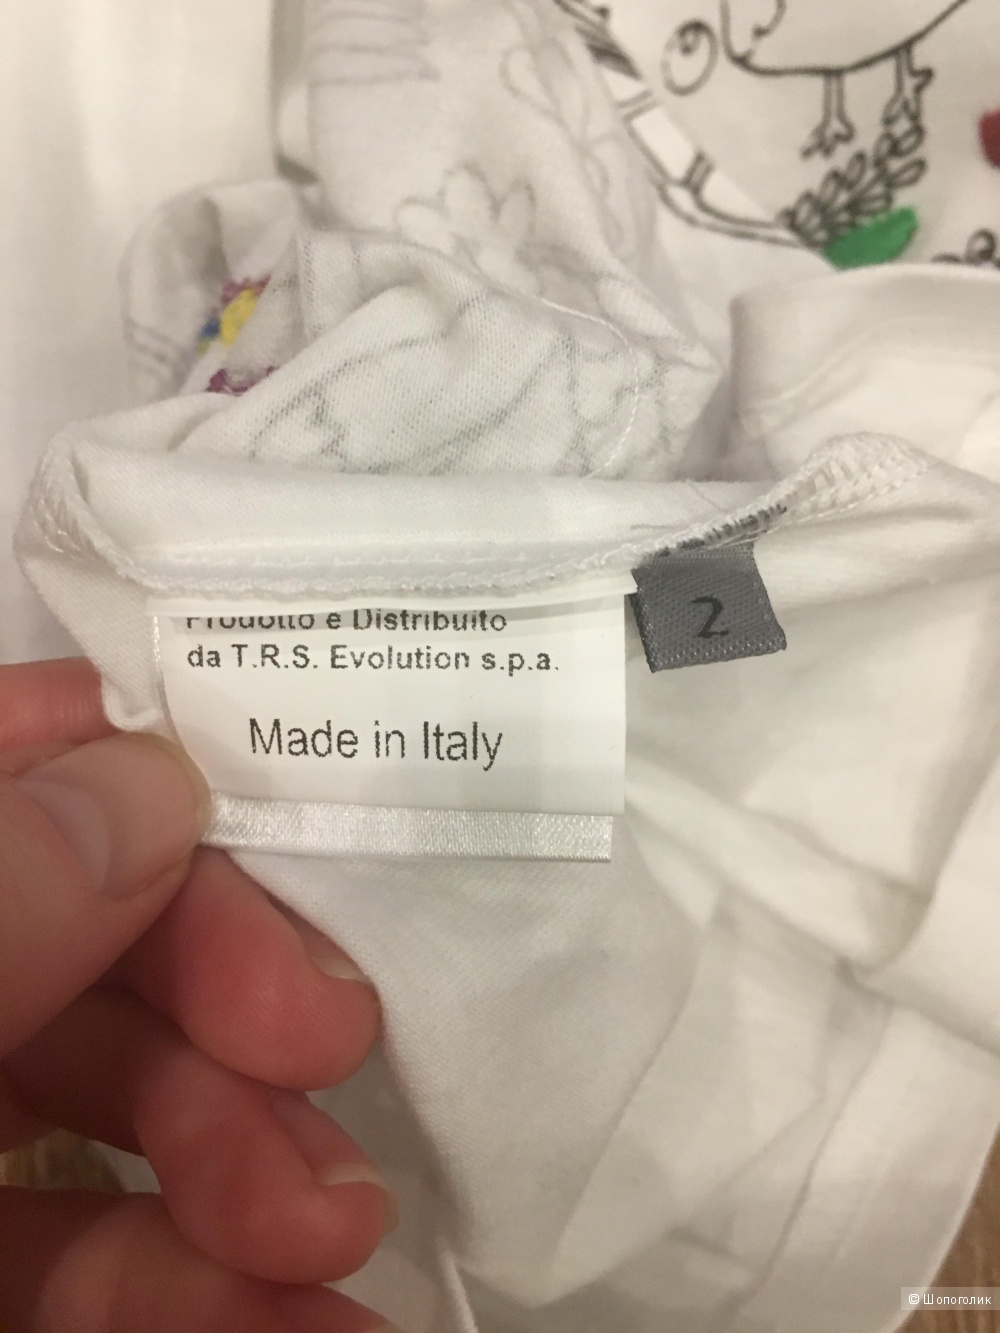 Prodotto e Distribuito
da T.R.S. Evolution s.p.a.
Made in Italy
2
© Шопоголик